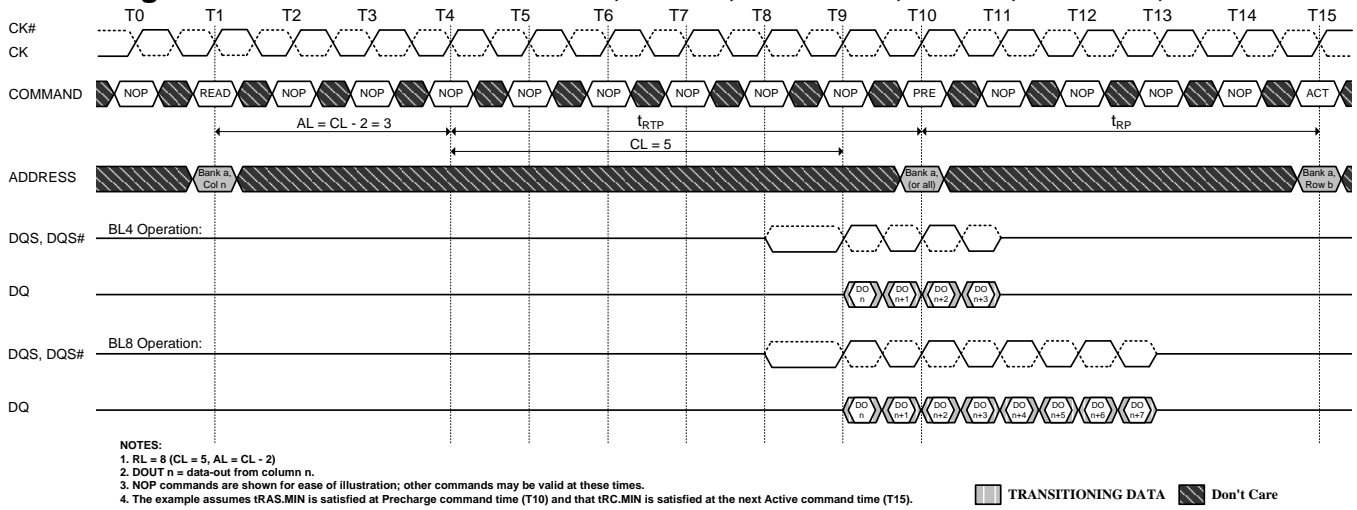 T0 T1 T2 T3 T4 T5 T6 T7 T8 T9 T10 T11 T12 T13 T14 T15
CK#
CK
COMMAND NOP READ NOP NOP NOP NOP NOP NOP NOP NOP PRE NOP NOP NOP NOP ACT
AL = CL - 2 = 3 tRTP tRP
CL = 5
ADDRESS Bank a, Col n Bank a, (or all) Bank a, Row b
BL4 Operation:
DQS, DQS#
DQ DO n DO n+1 DO n+2 DO n+3
BL8 Operation:
DQS, DQS#
DQ DO n DO n+1 DO n+2 DO n+3 DO n+4 DO n+5 DO n+6 DO n+7
NOTES:
1. RL = 8 (CL = 5, AL = CL - 2)
2. DOUT n = data-out from column n.
3. NOP commands are shown for ease of illustration; other commands may be valid at these times.
4. The example assumes tRAS.MIN is satisfied at Precharge command time (T10) and that tRC.MIN is satisfied at the next Active command time (T15).
TRANSITIONING DATA Don't Care